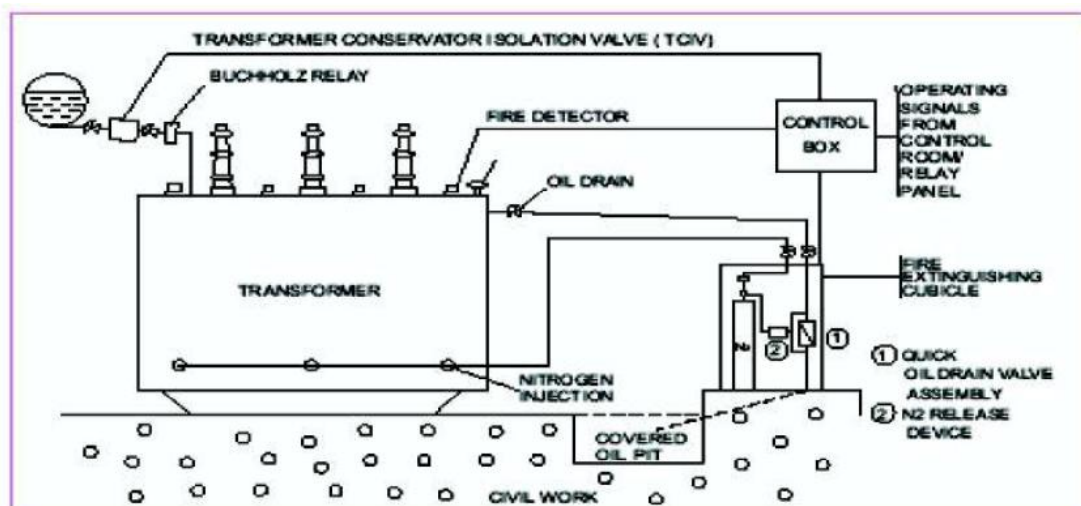 TRANSFORMER CONSERVATOR ISOLATION VALVE ( TCIV)
BUCHHOLZ RELAY
FIRE DETECTOR
CONTROL
BOX
OPERATING
SIGNALS
FROM
CONTROL
ROOM/
RELAY
PANEL
OIL DRAIN
TRANSFORMER
FIRE
EXTINGUISHING
CUBICLE
N2
2
1
NITROGEN
INJECTION
1 QUICK
OIL DRAIN VALVE
ASSEMBLY
2 N2 RELEASE
DEVICE
COVERED
OIL PIT
CIVIL WORK